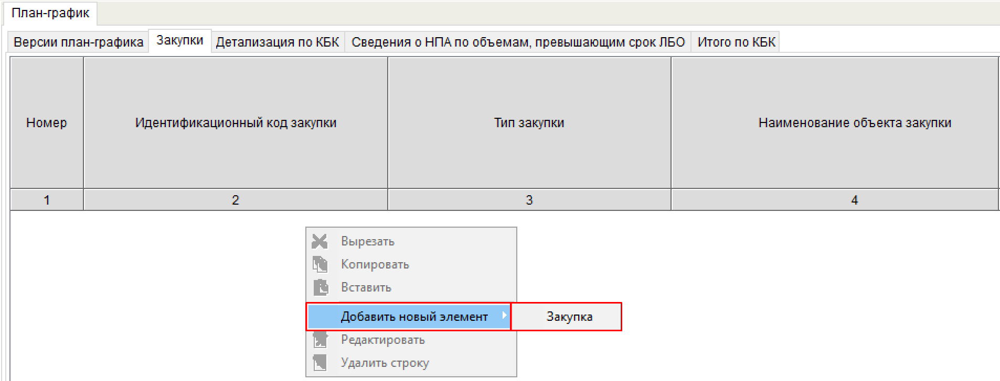 План-график
Версии план-графика Закупки Детализация по КБК Сведения о НПА по объемам, превышающим срок ЛБО Итого по КБК
Номер Идентификационный код закупки Тип закупки Наименование объекта закупки
1 2 3 4
Вырезать
Копировать
Вставить
Добавить новый элемент Закупка
Редактировать
Удалить строку